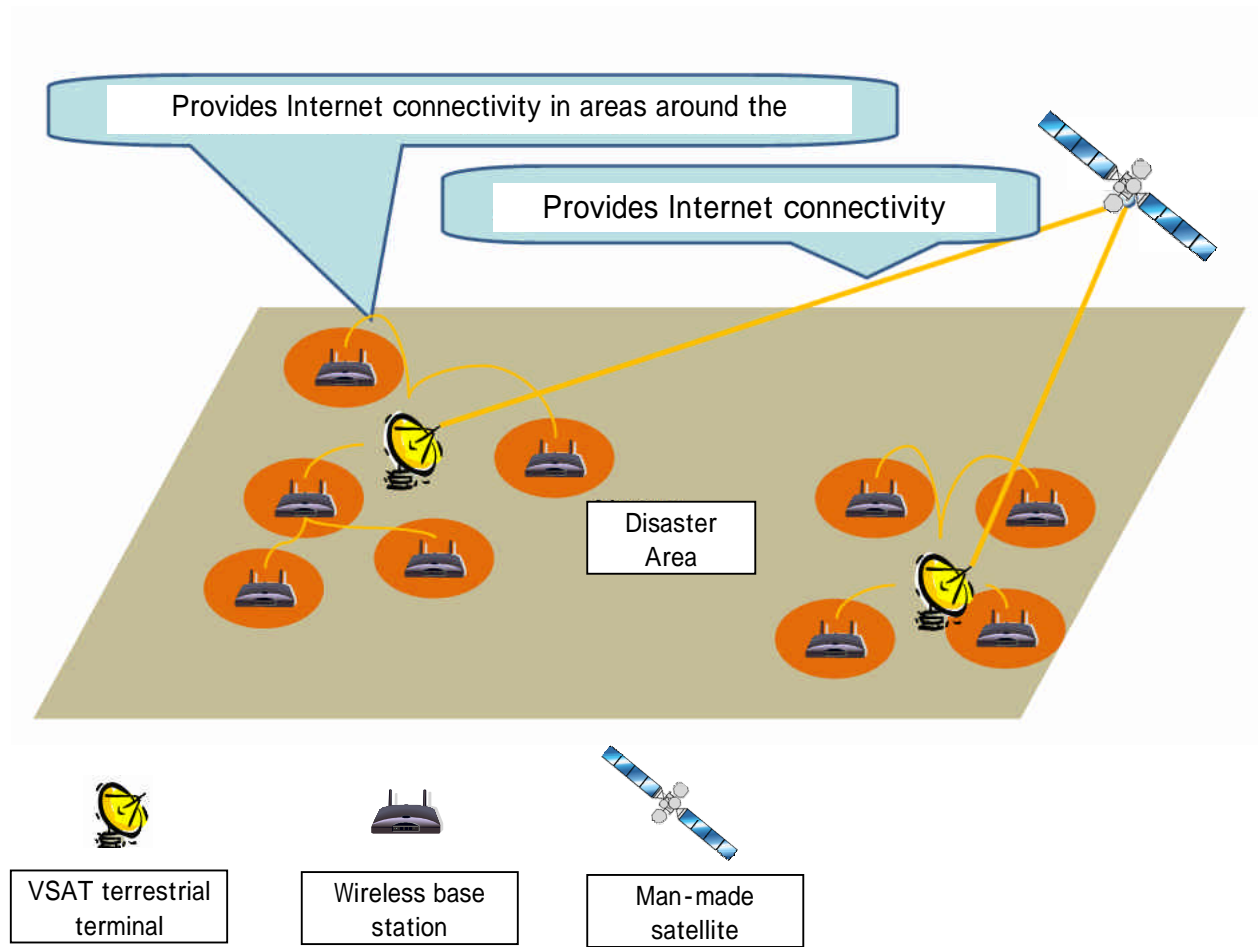 Provides Internet connectivity in areas around the
Provides Internet connectivity
Disaster
Area
VSAT terrestrial
terminal
Wireless base
station
Man-made
satellite